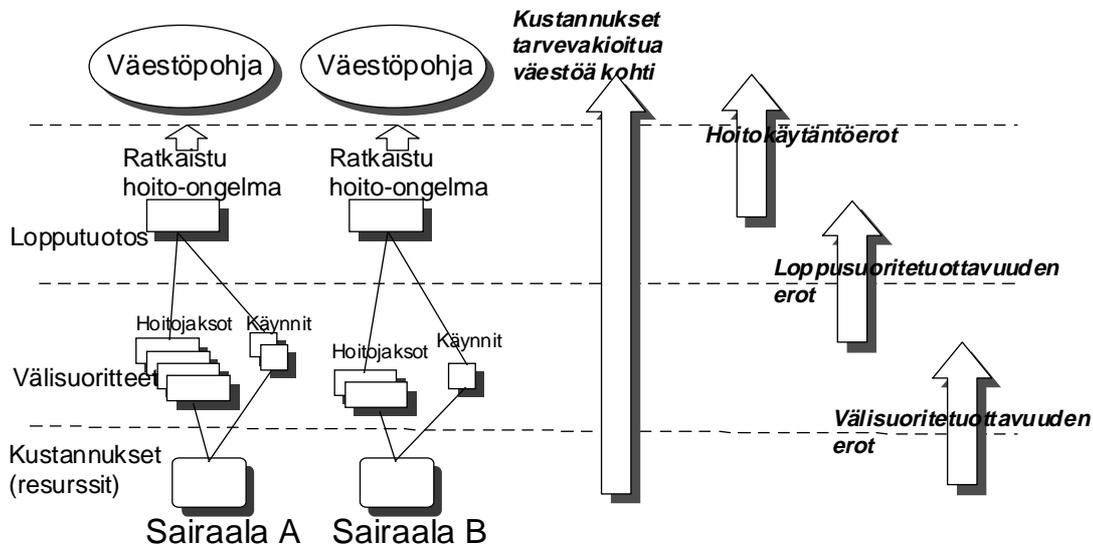 Kustannukset
tarvevakioitua
väestöä kohti
Väestöpohja
Väestöpohja
Hoitokäytäntöerot
Ratkaistu
hoito-ongelma
Ratkaistu
hoito-ongelma
Lopputuotos
Loppusuoritetuottavuuden
erot
Hoitojaksot
Käynnit
Hoitojaksot
Käynnit
Välisuoritteet
Välisuoritetuottavuuden
erot
Kustannukset
(resurssit)
Sairaala A
Sairaala B